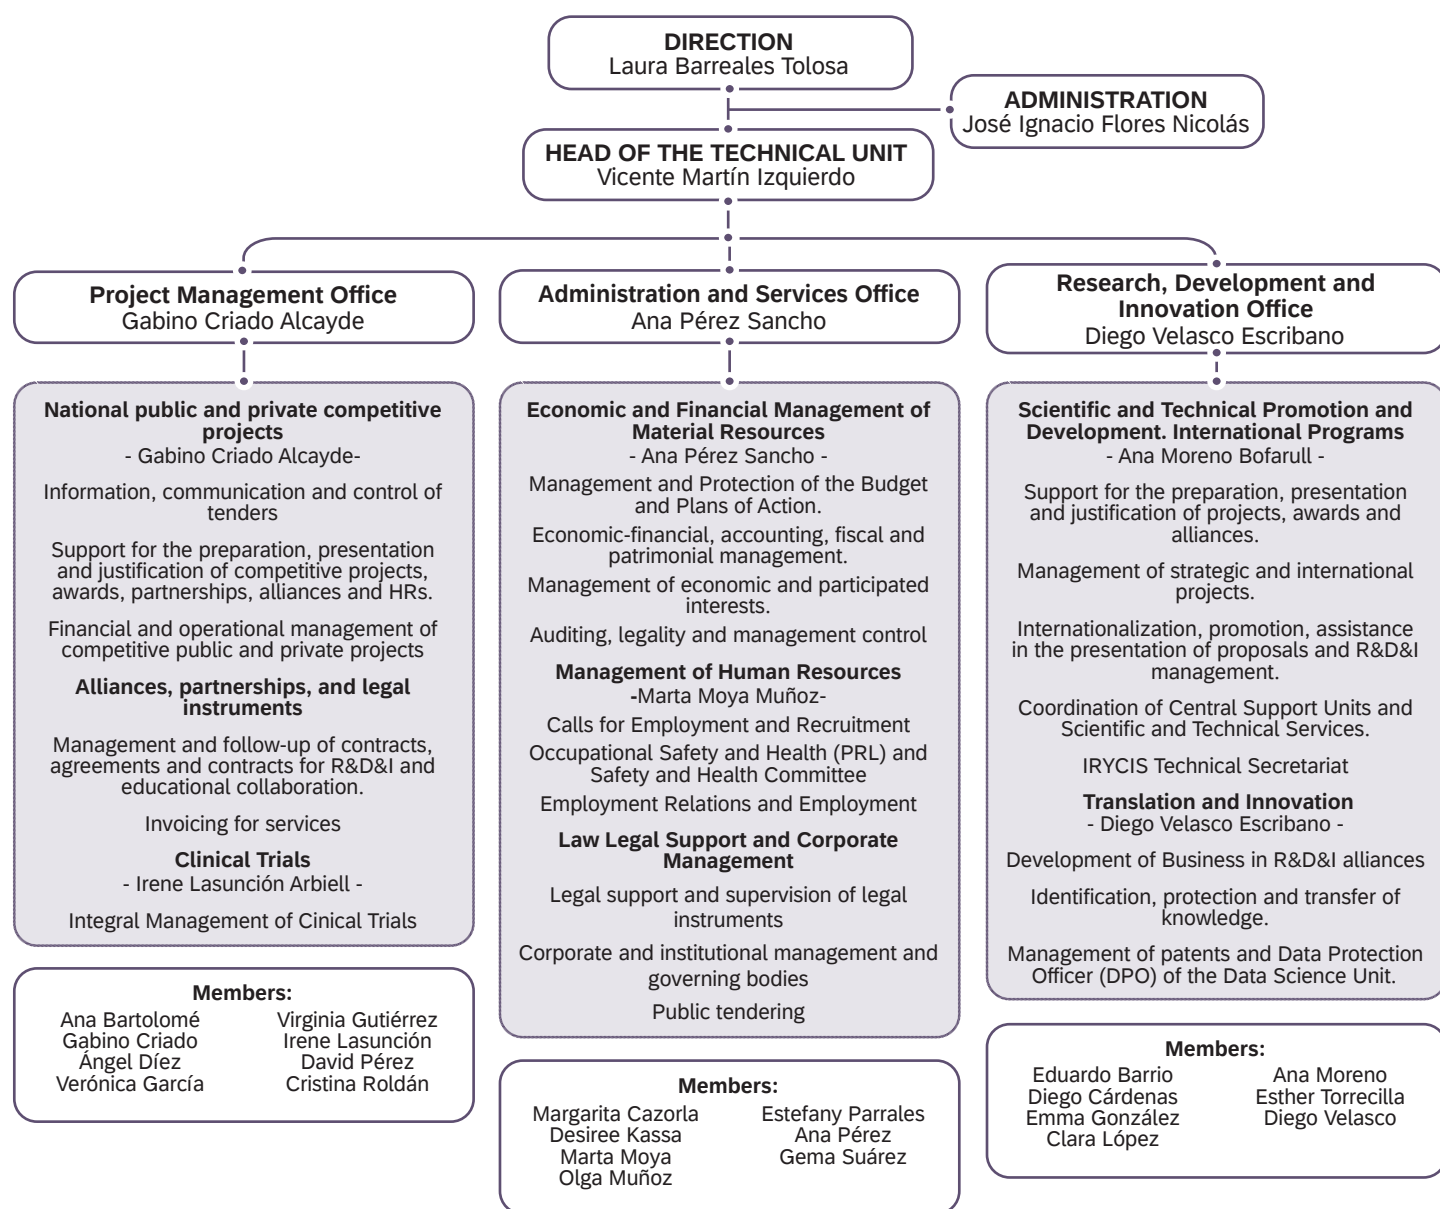 DIRECTION
Laura Barreales Tolosa
ADMINISTRATION
José Ignacio Flores Nicolás
HEAD OF THE TECHNICAL UNIT
Vicente Martín Izquierdo
Project Management Office
Gabino Criado Alcayde
National public and private competitive
projects
- Gabino Criado Alcayde-
Information, communication and control of
tenders
Support for the preparation, presentation
and justification of competitive projects,
awards, partnerships, alliances and HRs.
Financial and operational management of
competitive public and private projects
Alliances, partnerships, and legal
instruments
Management and follow-up of contracts,
agreements and contracts for R&D&I and
educational collaboration.
Invoicing for services
Clinical Trials
- Irene Lasunción Arbiell -
Integral Management of Cinical Trials
Members:
Ana Bartolomé
Gabino Criado
Ángel Díez
Verónica García
Virginia Gutiérrez
Irene Lasunción
David Pérez
Cristina Roldán
Administration and Services Office
Ana Pérez Sancho
Economic and Financial Management of
Material Resources
- Ana Pérez Sancho -
Management and Protection of the Budget
and Plans of Action.
Economic-financial, accounting, fiscal and
patrimonial management.
Management of economic and participated
interests.
Auditing, legality and management control
Management of Human Resources
-Marta Moya Muñoz-
Calls for Employment and Recruitment
Occupational Safety and Health (PRL) and
Safety and Health Committee
Employment Relations and Employment
Law Legal Support and Corporate
Management
Legal support and supervision of legal
instruments
Corporate and institutional management and
governing bodies
Public tendering
Members:
Margarita Cazorla
Desiree Kassa
Marta Moya
Olga Muñoz
Estefany Parrales
Ana Pérez
Gema Suárez
Research, Development and
Innovation Office
Diego Velasco Escribano
Scientific and Technical Promotion and
Development. International Programs
- Ana Moreno Bofarull -
Support for the preparation, presentation
and justification of projects, awards and
alliances.
Management of strategic and international
projects.
Internationalization, promotion, assistance
in the presentation of proposals and R&D&I
management.
Coordination of Central Support Units and
Scientific and Technical Services.
IRYCIS Technical Secretariat
Translation and Innovation
- Diego Velasco Escribano -
Development of Business in R&D&I alliances
Identification, protection and transfer of
knowledge.
Management of patents and Data Protection
Officer (DPO) of the Data Science Unit.
Members:
Eduardo Barrio
Diego Cárdenas
Emma González
Clara López
Ana Moreno
Esther Torrecilla
Diego Velasco